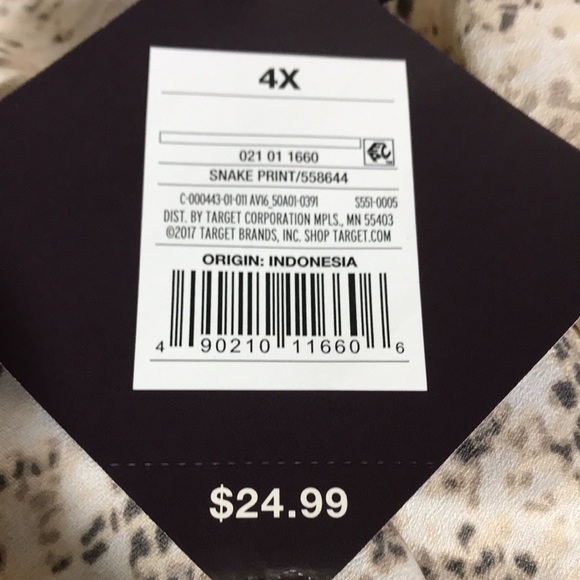 4X
021 01 1660
SNAKE PRINT/558644
C-000443-01-011 AV16_50A01-0391 S551-0005
DIST. BY TARGET CORPORATION MPLS., MN 55403
©2017 TARGET BRANDS, INC. SHOP TARGET.COM
ORIGIN: INDONESIA
4 90210 11660 6
$24.99